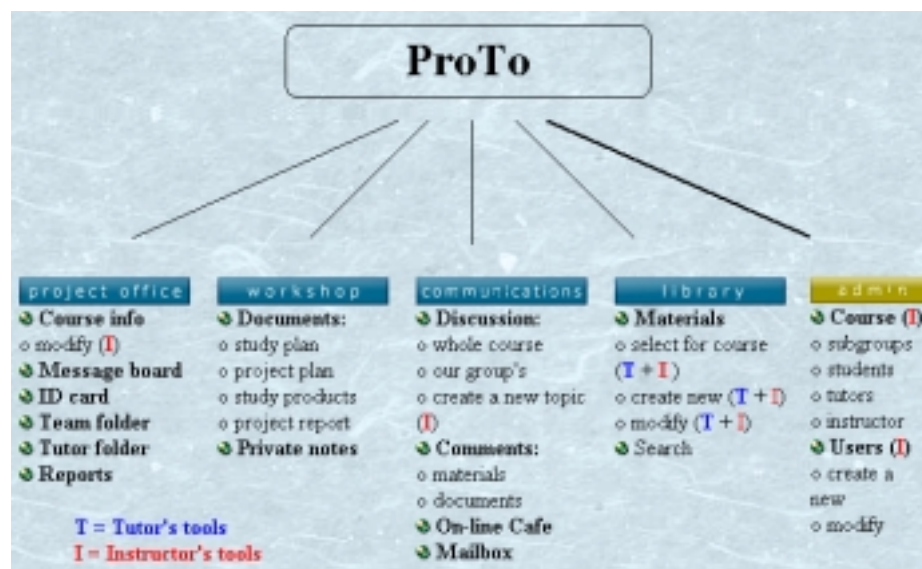 ProTo
project office
Course info
modify (I)
Message board
ID card
Team folder
Tutor folder
Reports
T = Tutor's tools
I = Instructor's tools
workshop
Documents:
study plan
project plan
study products
project report
Private notes
communications
Discussion:
whole course
our group's
create a new topic
(I)
Comments:
materials
documents
On-line Cafe
Mailbox
library
Materials
select for course
(T + I)
create new (T + I)
modify (T + I)
Search
admin
Course (I)
subgroups
students
tutors
instructor
Users (I)
create a
new
modify